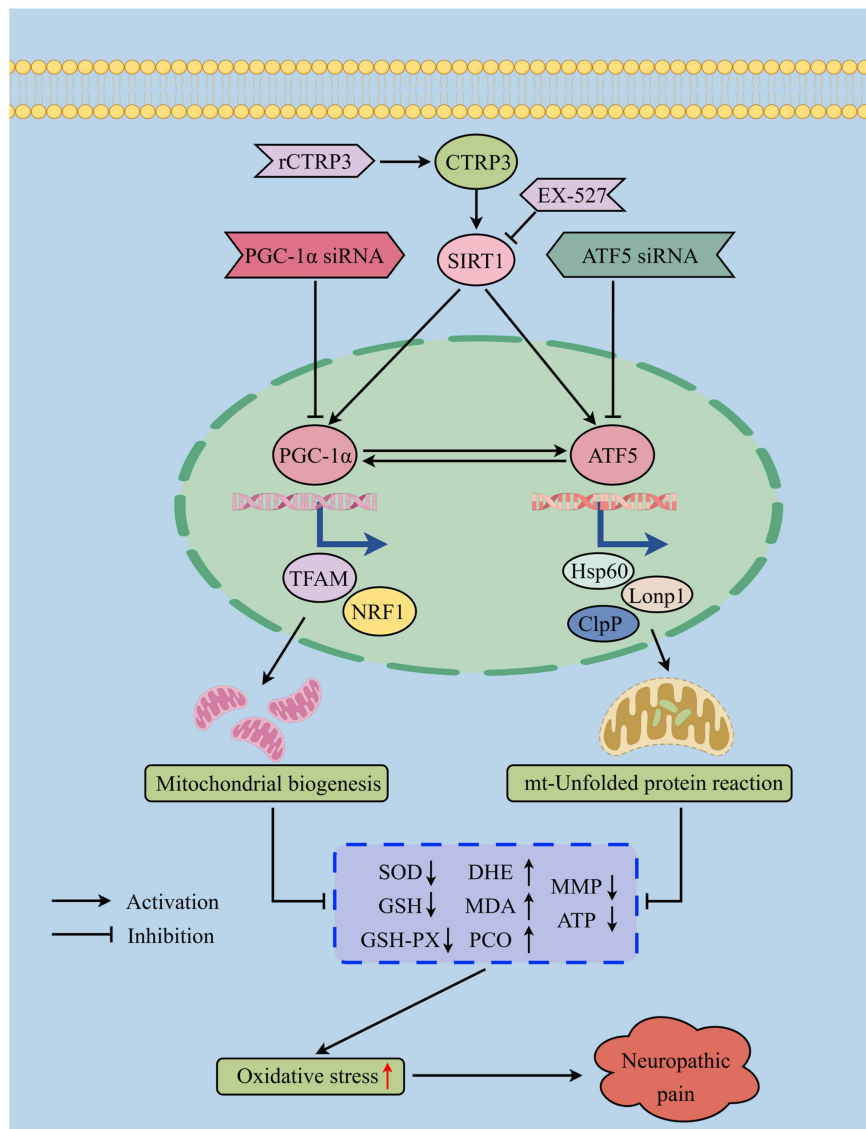 rCTRP3
CTRP3
EX-527
PGC-1α siRNA
SIRT1
ATF5 siRNA
PGC-1α
ATF5
TFAM
NRF1
Hsp60
Lonp1
ClpP
Mitochondrial biogenesis
mt-Unfolded protein reaction
SOD↓
GSH↓
GSH-PX↓
DHE ↑
MDA ↑
PCO ↑
MMP↓
ATP↓
Activation
Inhibition
Oxidative stress↑
Neuropathic
pain